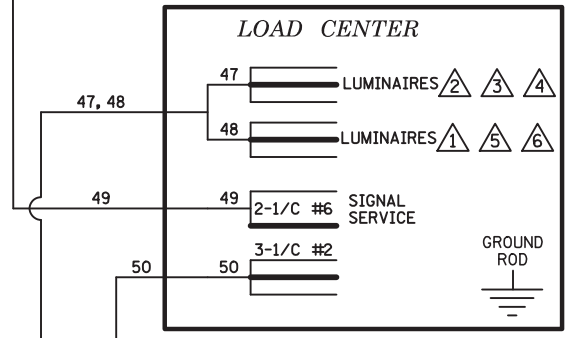 LOAD CENTER
47 LUMINAIRES 2 3 4
47, 48
48 LUMINAIRES 1 5 6
49 49 2-1/C #6 SIGNAL
SERVICE
3-1/C #2
50 50
GROUND
ROD